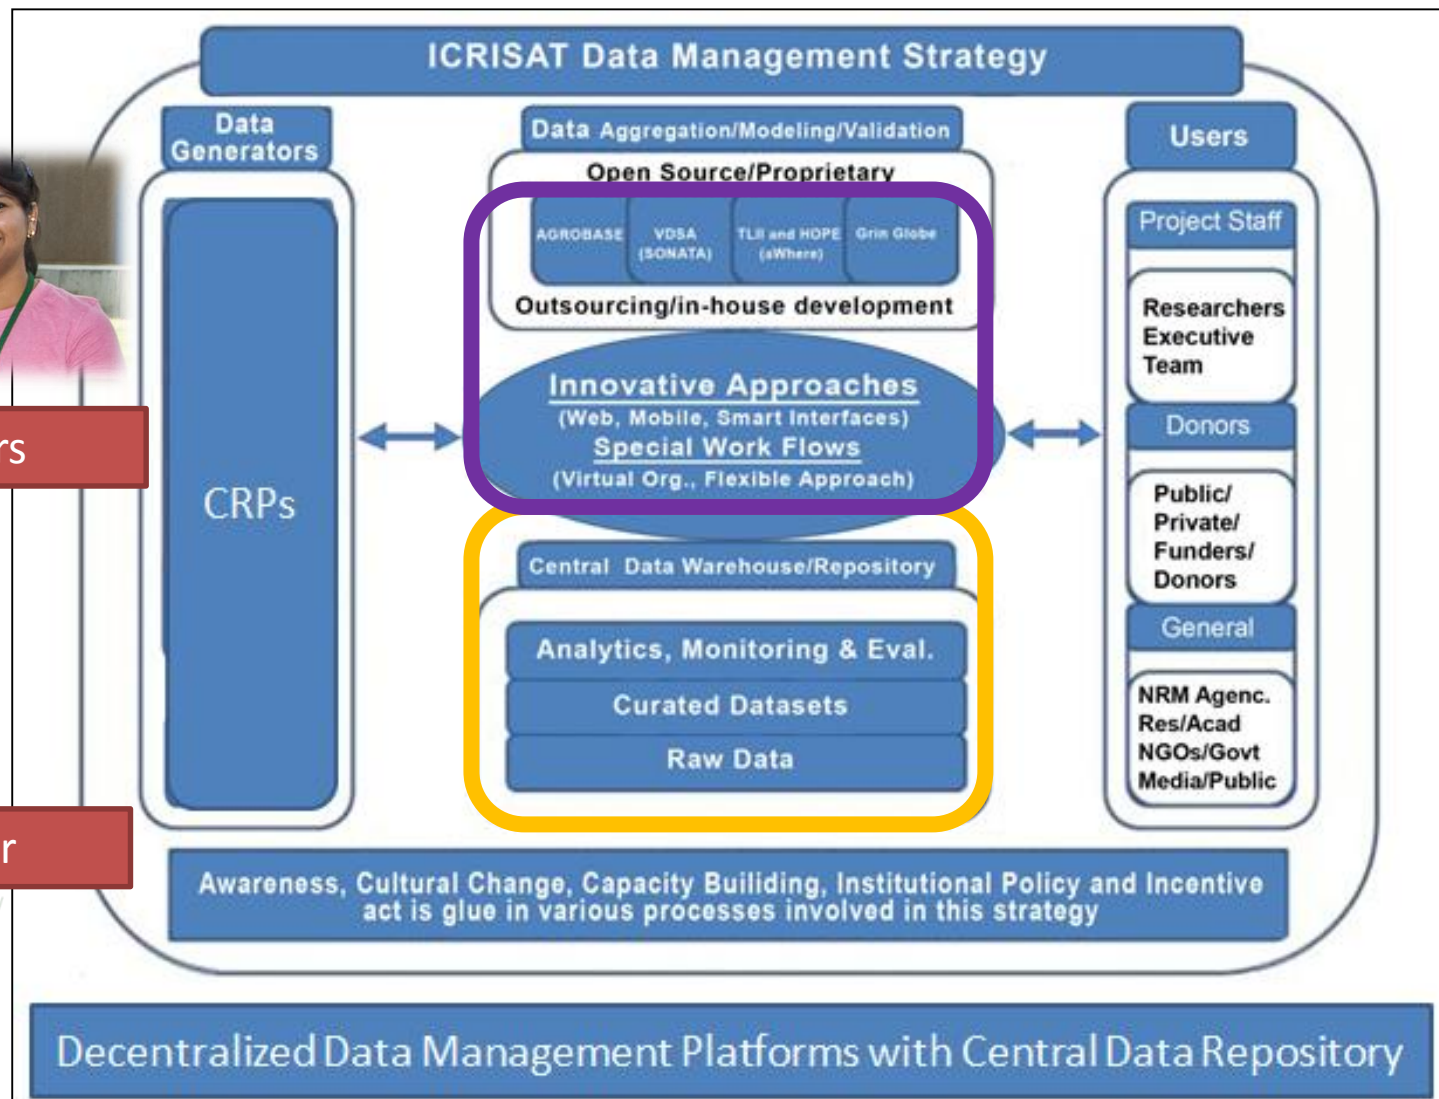 ICRISAT Data Management Strategy
Data
Generators
CRPs
Data Aggregation/Modeling/Validation
Open Source/Proprietary
AGROBASE
VDSA
(SONATA)
TLII and HOPE
(aWhere)
Grin Globe
Outsourcing/in-house development
Innovative Approaches
(Web, Mobile, Smart Interfaces)
Special Work Flows
(Virtual Org., Flexible Approach)
Central Data Warehouse/Repository
Analytics, Monitoring & Eval.
Curated Datasets
Raw Data
Users
Project Staff
Researchers
Executive
Team
Donors
Public/
Private/
Funders/
Donors
General
NRM Agenc.
Res/Acad
NGOs/Govt
Media/Public
rs
r
Awareness, Cultural Change, Capacity Builiding, Institutional Policy and Incentive
act is glue in various processes involved in this strategy
Decentralized Data Management Platforms with Central Data Repository